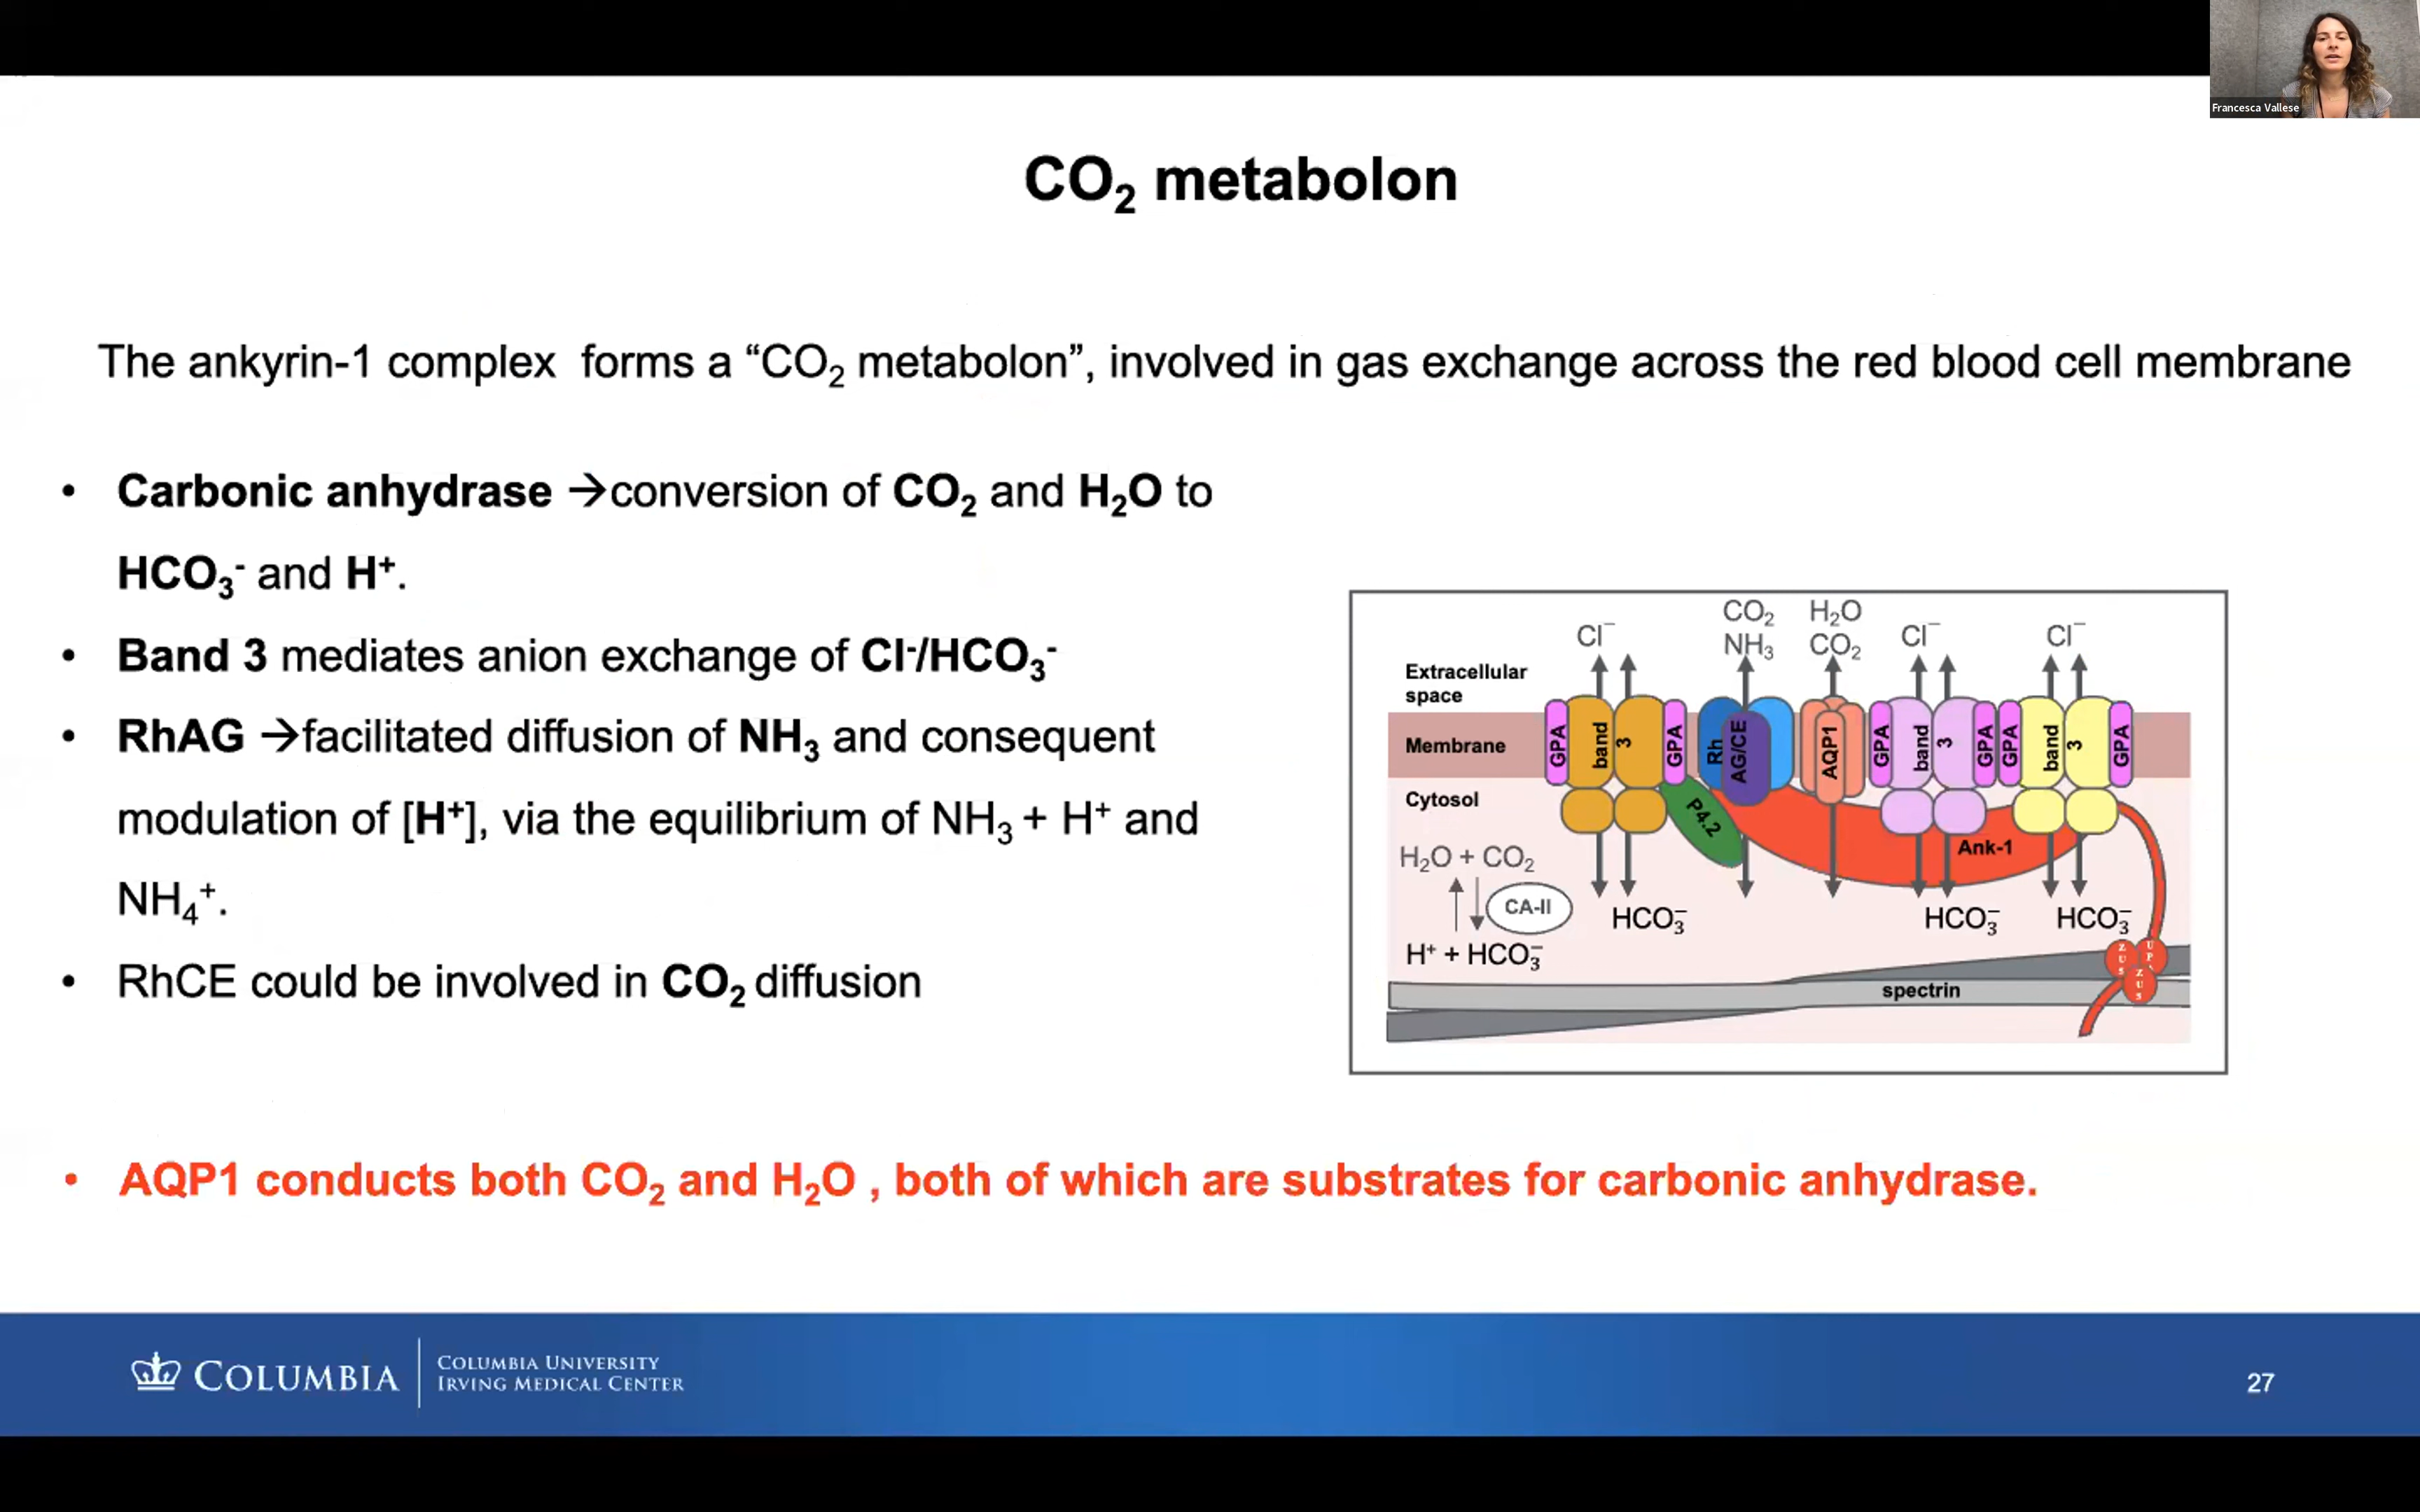 Francesca Vallese
CO₂ metabolon
The ankyrin-1 complex forms a “CO₂ metabolon”, involved in gas exchange across the red blood cell membrane
• Carbonic anhydrase →conversion of CO₂ and H₂O to
HCO₃⁻ and H⁺.
• Band 3 mediates anion exchange of Cl⁻/HCO₃⁻
• RhAG →facilitated diffusion of NH₃ and consequent
modulation of [H⁺], via the equilibrium of NH₃ + H⁺ and
NH₄⁺.
• RhCE could be involved in CO₂ diffusion
CO₂ H₂O
Cl⁻ NH₃ CO₂ Cl⁻ Cl⁻
Extracellular
space
Membrane
GPA band 3 GPA Rh AG/CE AQP1 GPA band 3 GPA GPA band 3 GPA
Cytosol
P4.2
Ank-1
H₂O + CO₂
CA-II
HCO₃⁻ HCO₃⁻ HCO₃⁻
H⁺ + HCO₃⁻
ZU5 UPA ZU5
spectrin
• AQP1 conducts both CO₂ and H₂O , both of which are substrates for carbonic anhydrase.
COLUMBIA
COLUMBIA UNIVERSITY
IRVING MEDICAL CENTER
27